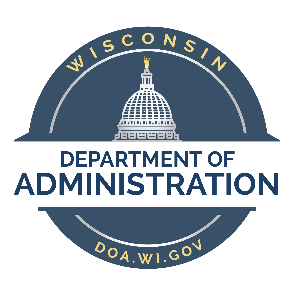 WISCONSIN
DEPARTMENT OF
ADMINISTRATION
DOA.WI.GOV